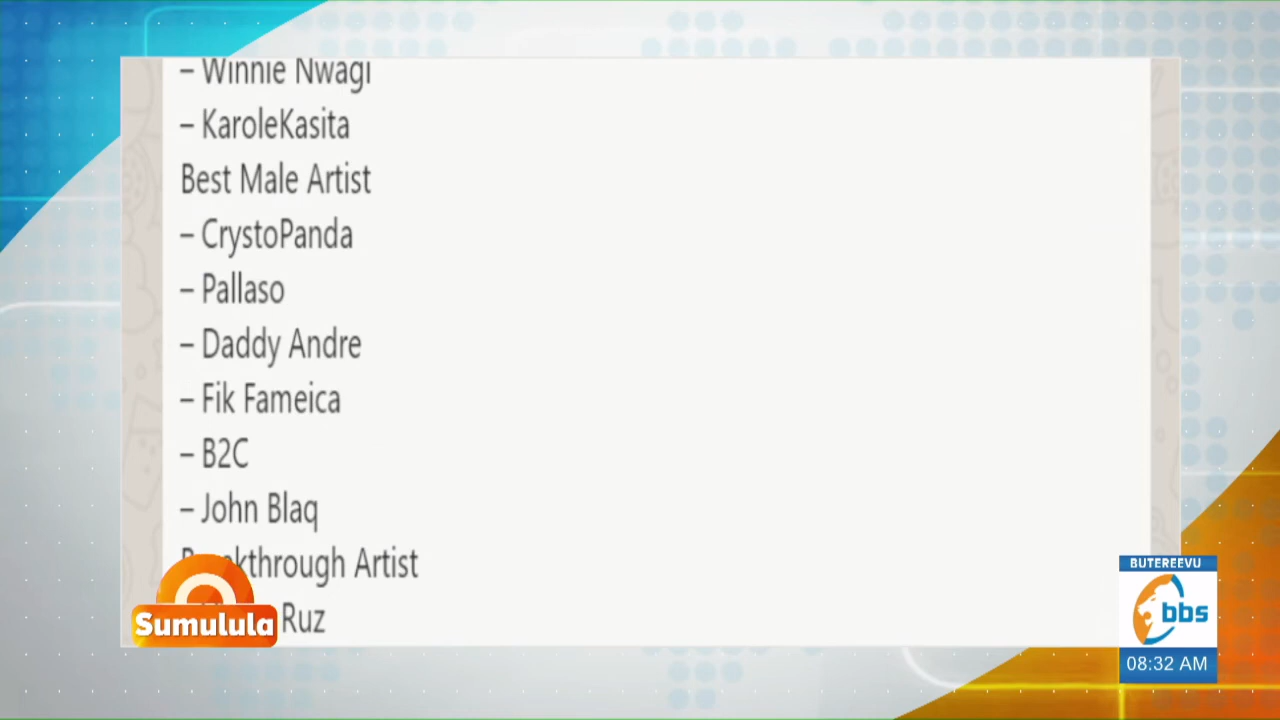 – Winnie Nwagi
– KaroleKasita
Best Male Artist
– CrystoPanda
– Pallaso
– Daddy Andre
– Fik Fameica
– B2C
– John Blaq
Breakthrough Artist
Ruz
Sumulula
BUTEREEVU
bbs
08:32 AM